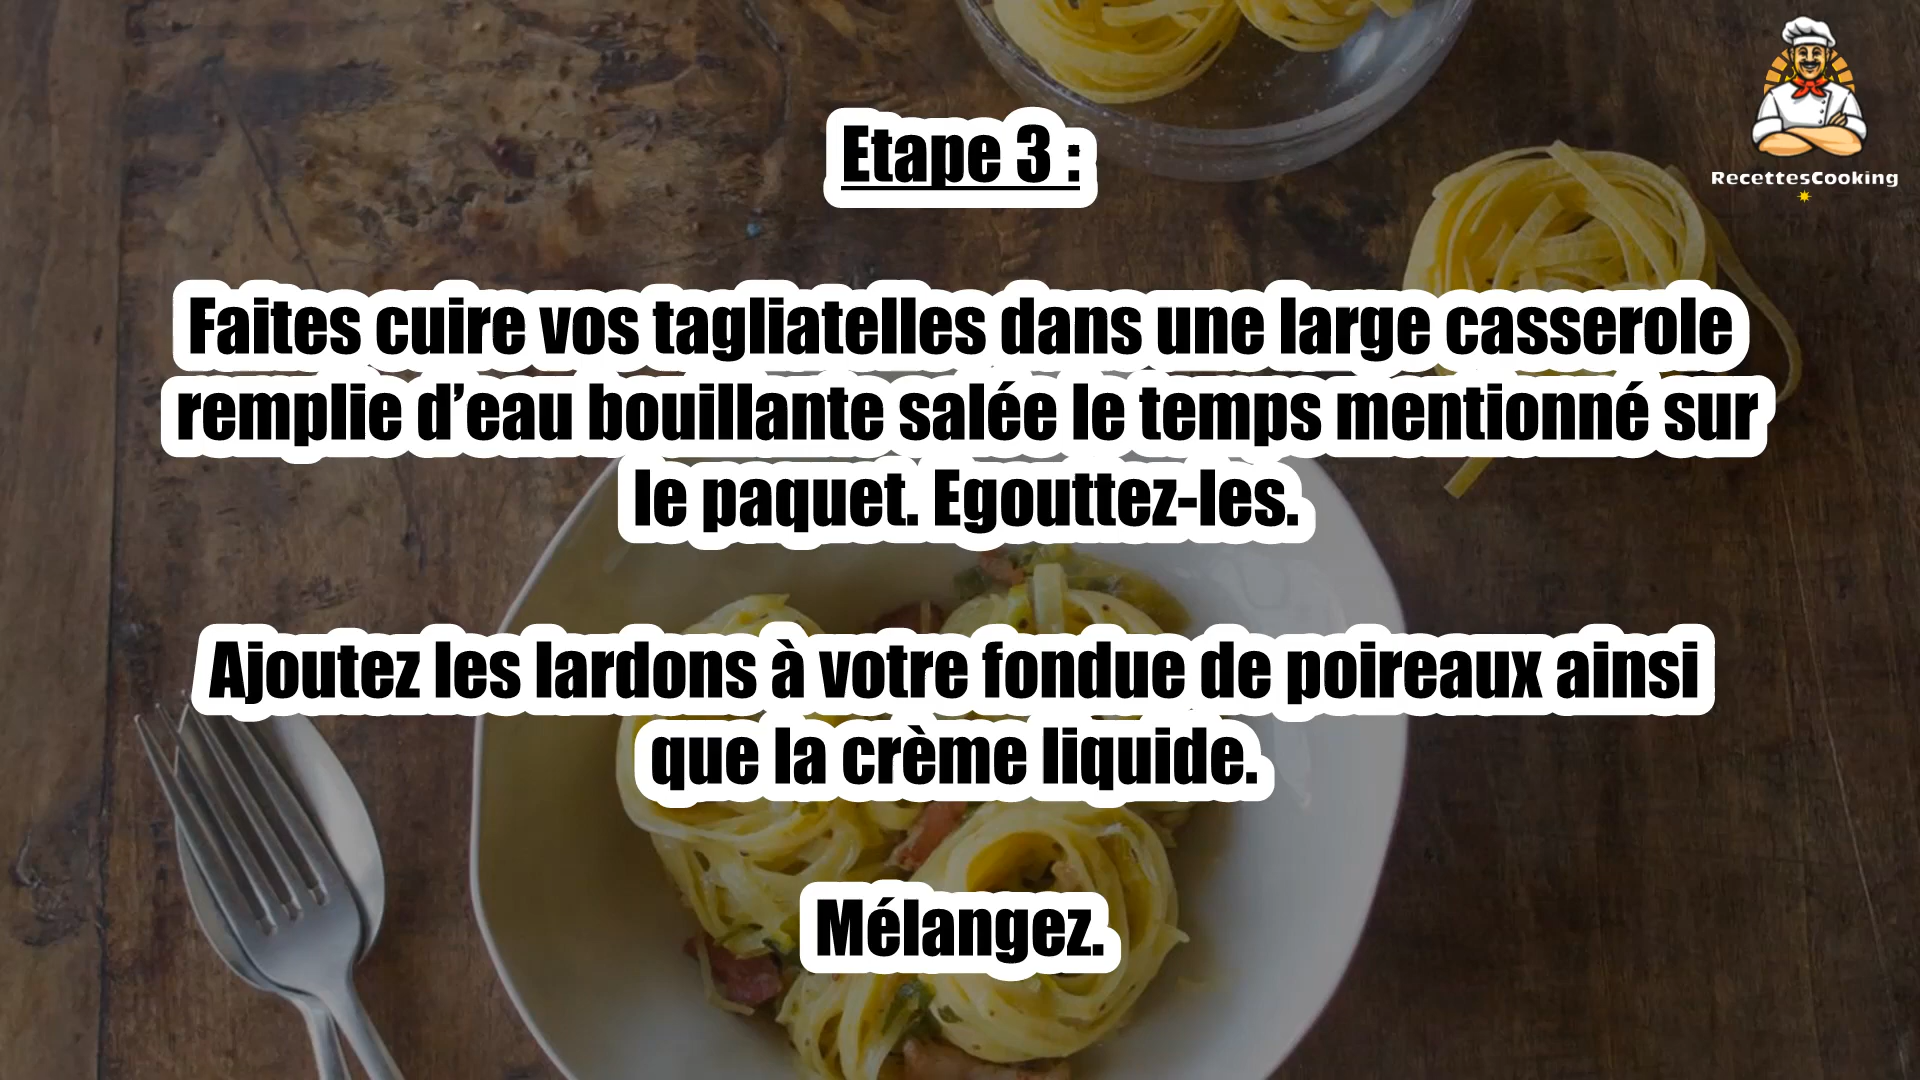 RecettesCooking
Etape 3 :
Faites cuire vos tagliatelles dans une large casserole
remplie d’eau bouillante salée le temps mentionné sur
le paquet. Egouttez-les.
Ajoutez les lardons à votre fondue de poireaux ainsi
que la crème liquide.
Mélangez.